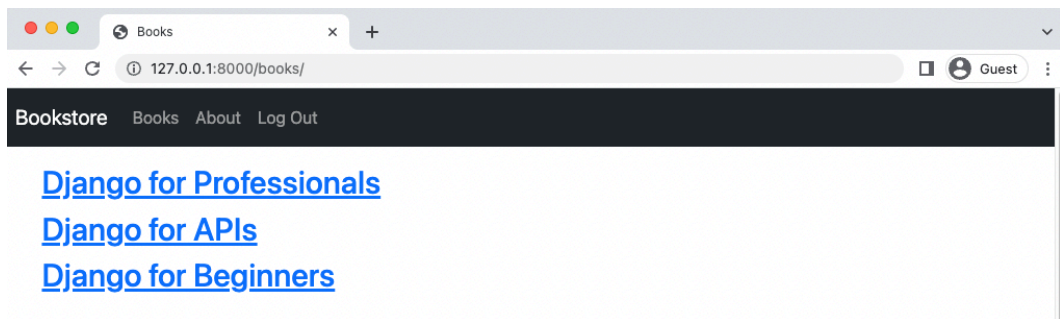 Books
127.0.0.1:8000/books/
Guest
Bookstore Books About Log Out
Django for Professionals
Django for APIs
Django for Beginners